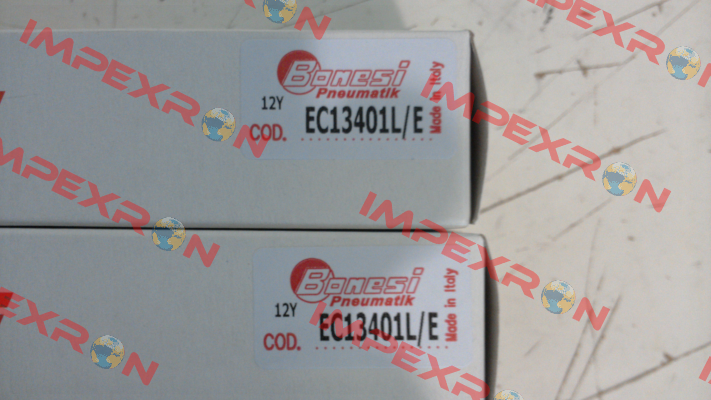 Bonesi
Pneumatik
12Y
COD. EC13401L/E
Made in Italy
Bonesi
Pneumatik
12Y
COD. EC13401L/E
Made in Italy
IMPEXRON
IMPEXRON
IMPEXRON
IMPEXRON
IMPEXRON
IMPEXRON
IMPEXRON